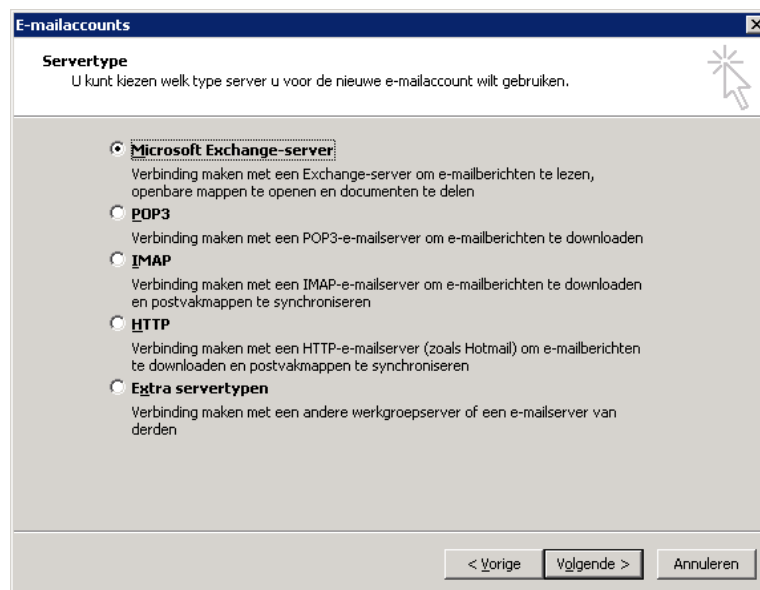 E-mailaccounts
Servertype
U kunt kiezen welk type server u voor de nieuwe e-mailaccount wilt gebruiken.
Microsoft Exchange-server
Verbinding maken met een Exchange-server om e-mailberichten te lezen,
openbare mappen te openen en documenten te delen
POP3
Verbinding maken met een POP3-e-mailserver om e-mailberichten te downloaden
IMAP
Verbinding maken met een IMAP-e-mailserver om e-mailberichten te downloaden
en postvakmappen te synchroniseren
HTTP
Verbinding maken met een HTTP-e-mailserver (zoals Hotmail) om e-mailberichten
te downloaden en postvakmappen te synchroniseren
Extra servertypen
Verbinding maken met een andere werkgroepserver of een e-mailserver van
derden
< Vorige Volgende > Annuleren